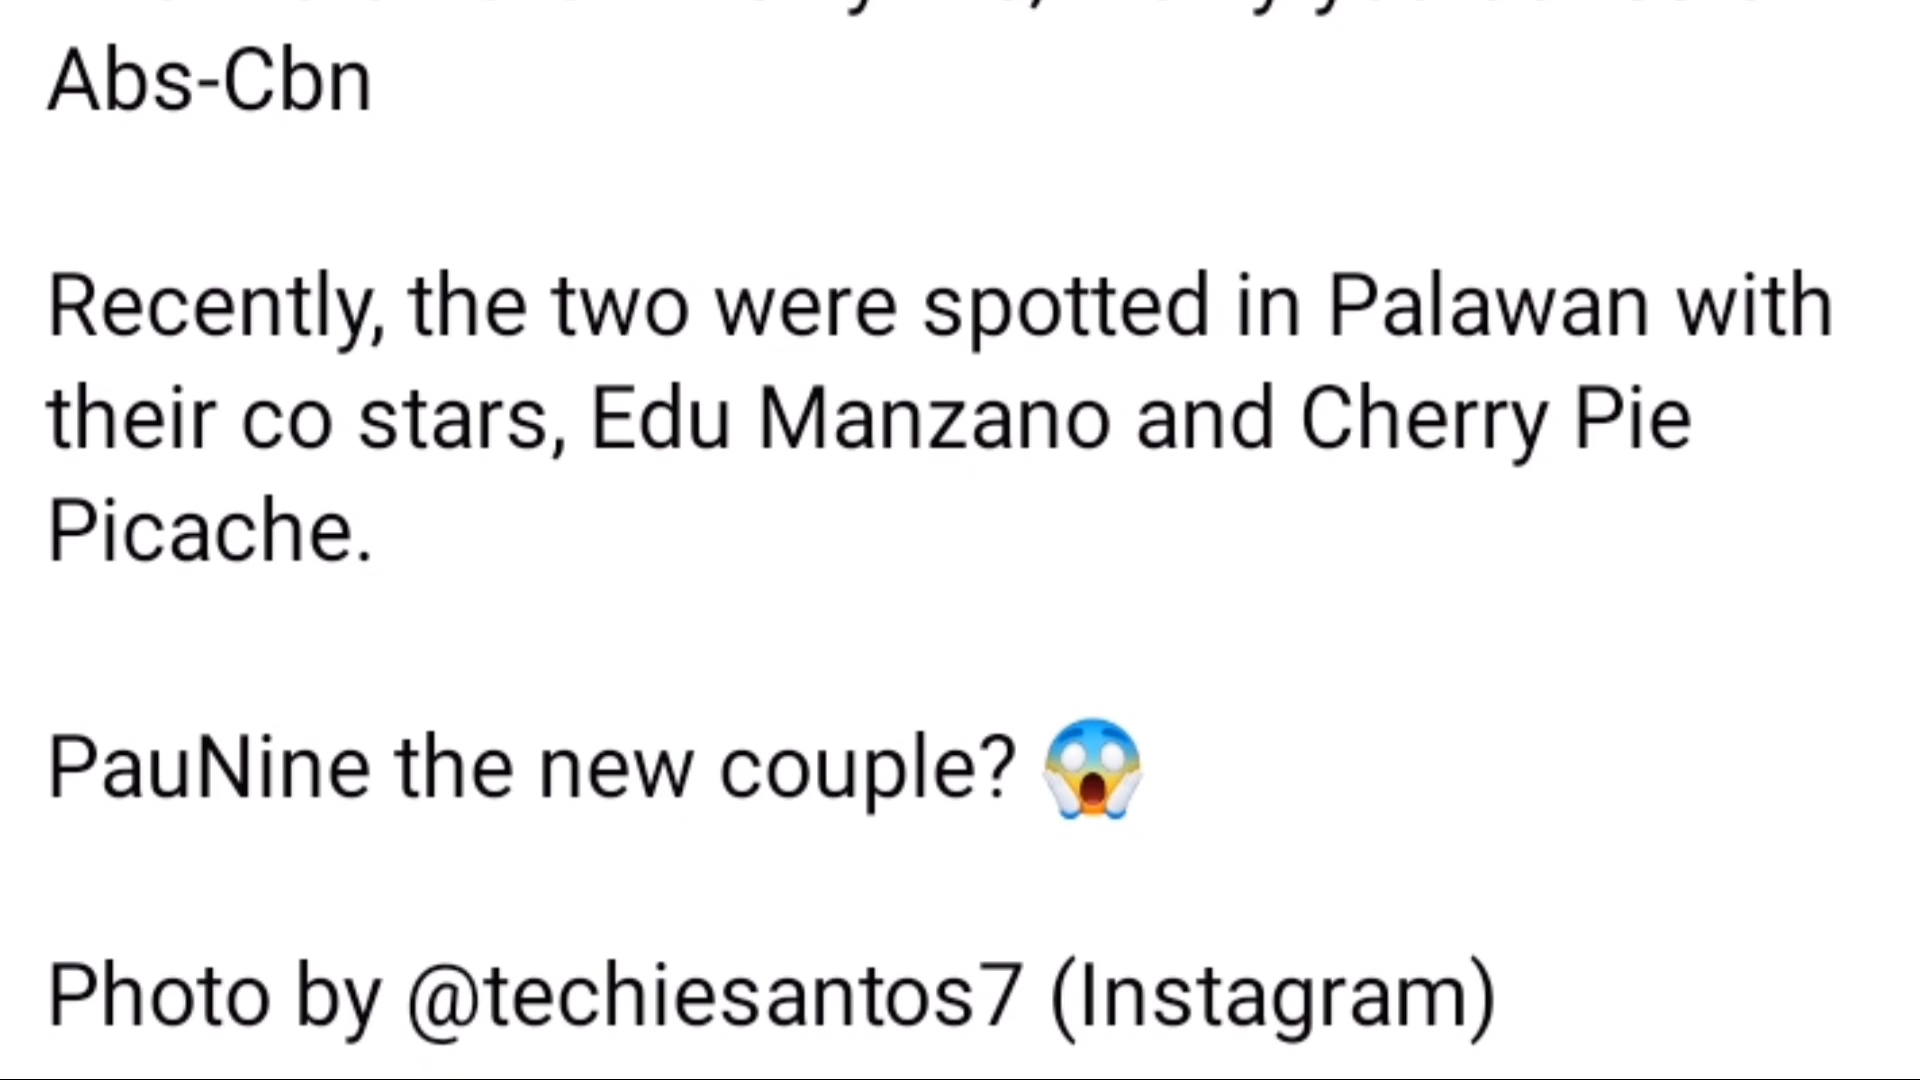 Abs-Cbn
Recently, the two were spotted in Palawan with
their co stars, Edu Manzano and Cherry Pie
Picache.
PauNine the new couple? 😱
Photo by @techiesantos7 (Instagram)